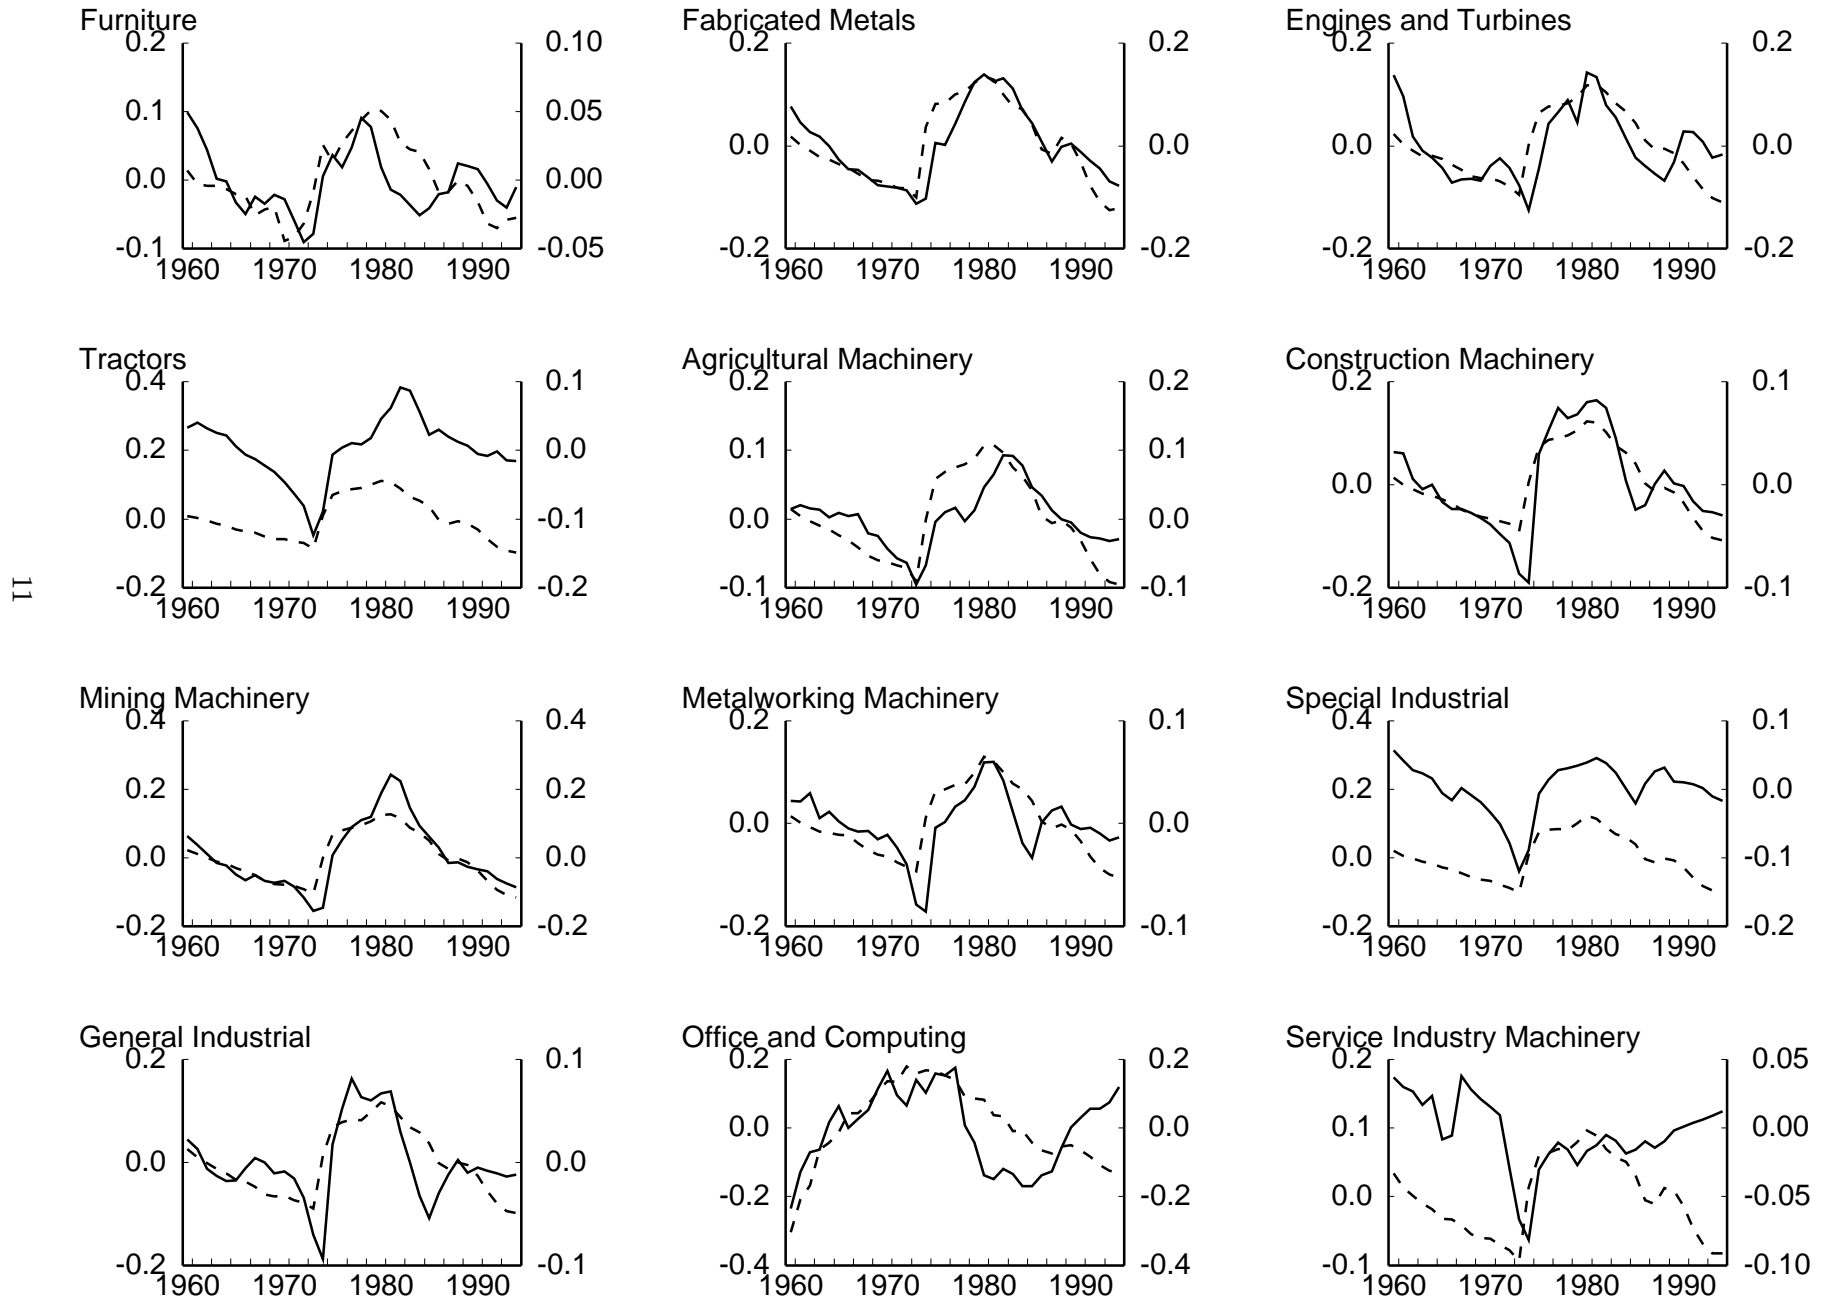 Furniture
0.2 0.10
0.1 0.05
0.0 0.00
-0.1 -0.05
1960 1970 1980 1990
Fabricated Metals
0.2 0.2
0.0 0.0
-0.2 -0.2
1960 1970 1980 1990
Engines and Turbines
0.2 0.2
0.0 0.0
-0.2 -0.2
1960 1970 1980 1990
Tractors
0.4 0.1
0.2 0.0
0.0 -0.1
-0.2 -0.2
1960 1970 1980 1990
Agricultural Machinery
0.2 0.2
0.1 0.1
0.0 0.0
-0.1 -0.1
1960 1970 1980 1990
Construction Machinery
0.2 0.1
0.0 0.0
-0.2 -0.1
1960 1970 1980 1990
11
Mining Machinery
0.4 0.4
0.2 0.2
0.0 0.0
-0.2 -0.2
1960 1970 1980 1990
Metalworking Machinery
0.2 0.1
0.0 0.0
-0.2 -0.1
1960 1970 1980 1990
Special Industrial
0.4 0.1
0.2 0.0
0.0 -0.1
-0.2 -0.2
1960 1970 1980 1990
General Industrial
0.2 0.1
0.0 0.0
-0.2 -0.1
1960 1970 1980 1990
Office and Computing
0.2 0.2
0.0 0.0
-0.2 -0.2
-0.4 -0.4
1960 1970 1980 1990
Service Industry Machinery
0.2 0.05
0.1 0.00
0.0 -0.05
-0.1 -0.10
1960 1970 1980 1990